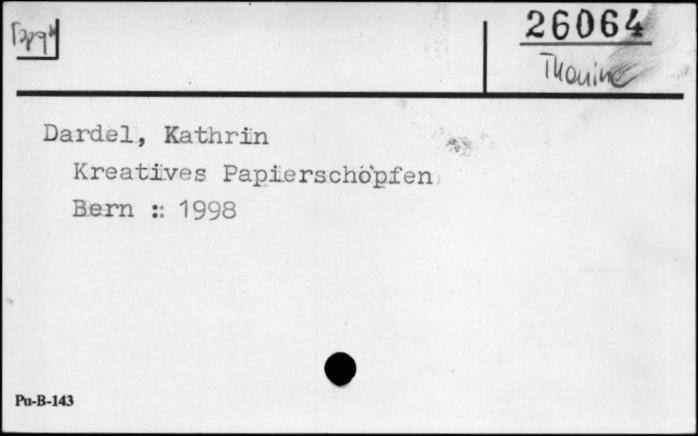 26064
Dardel, Kathrin
Kreatives Papierschöpfen
Bern :: 1998
Pu-B-143